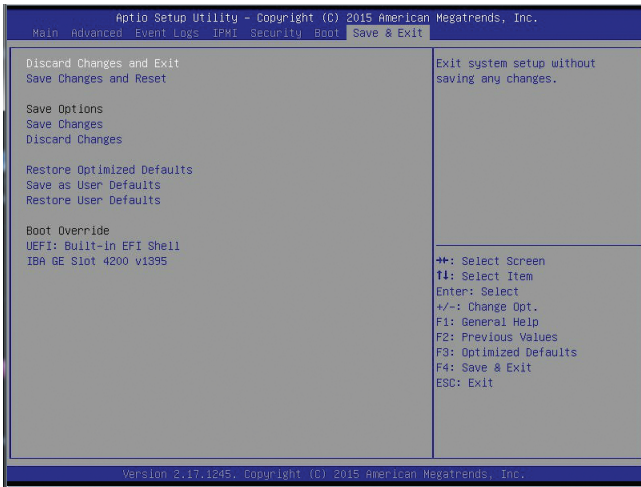 Aptio Setup Utility – Copyright (C) 2015 American Megatrends, Inc.
Main Advanced Event Logs IPMI Security Boot Save & Exit
Discard Changes and Exit
Save Changes and Reset
Save Options
Save Changes
Discard Changes
Restore Optimized Defaults
Save as User Defaults
Restore User Defaults
Boot Override
UEFI: Built-in EFI Shell
IBA GE Slot 4200 v1395
Exit system setup without
saving any changes.
→←: Select Screen
↑↓: Select Item
Enter: Select
+/-: Change Opt.
F1: General Help
F2: Previous Values
F3: Optimized Defaults
F4: Save & Exit
ESC: Exit
Version 2.17.1245. Copyright (C) 2015 American Megatrends, Inc.